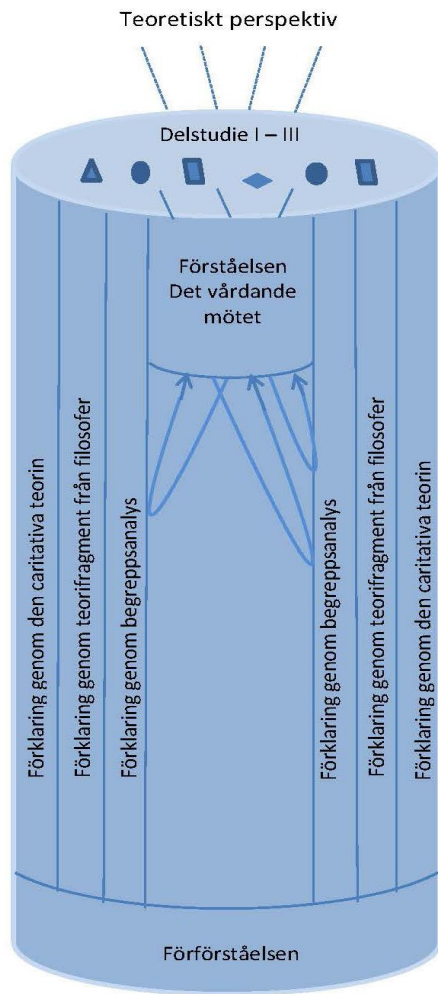 Teoretiskt perspektiv
Delstudie I – III
Förståelsen
Det vårdande
mötet
Förklaring genom den caritativa teorin
Förklaring genom teorifragment från filosofer
Förklaring genom begreppsanalys
Förklaring genom begreppsanalys
Förklaring genom teorifragment från filosofer
Förklaring genom den caritativa teorin
Förförståelsen